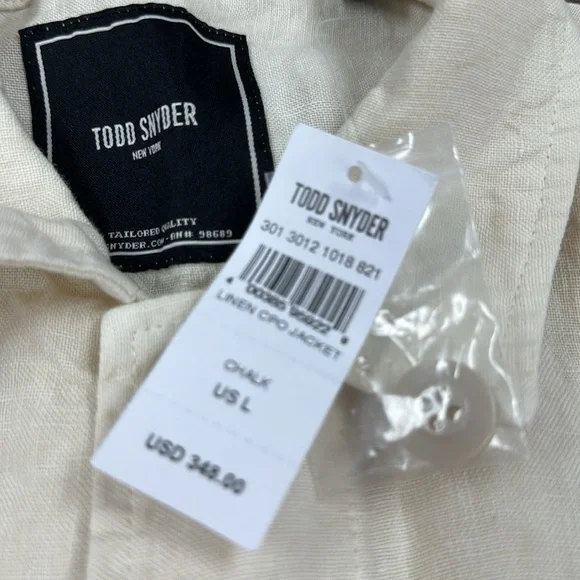 TODD SNYDER
NEW YORK
TAILORED QUALITY
SNYDER.COM · RN#: 98689
TODD SNYDER
NEW YORK
301 3012 1018 821
LINEN CPO JACKET
CHALK
US L
USD 348.00